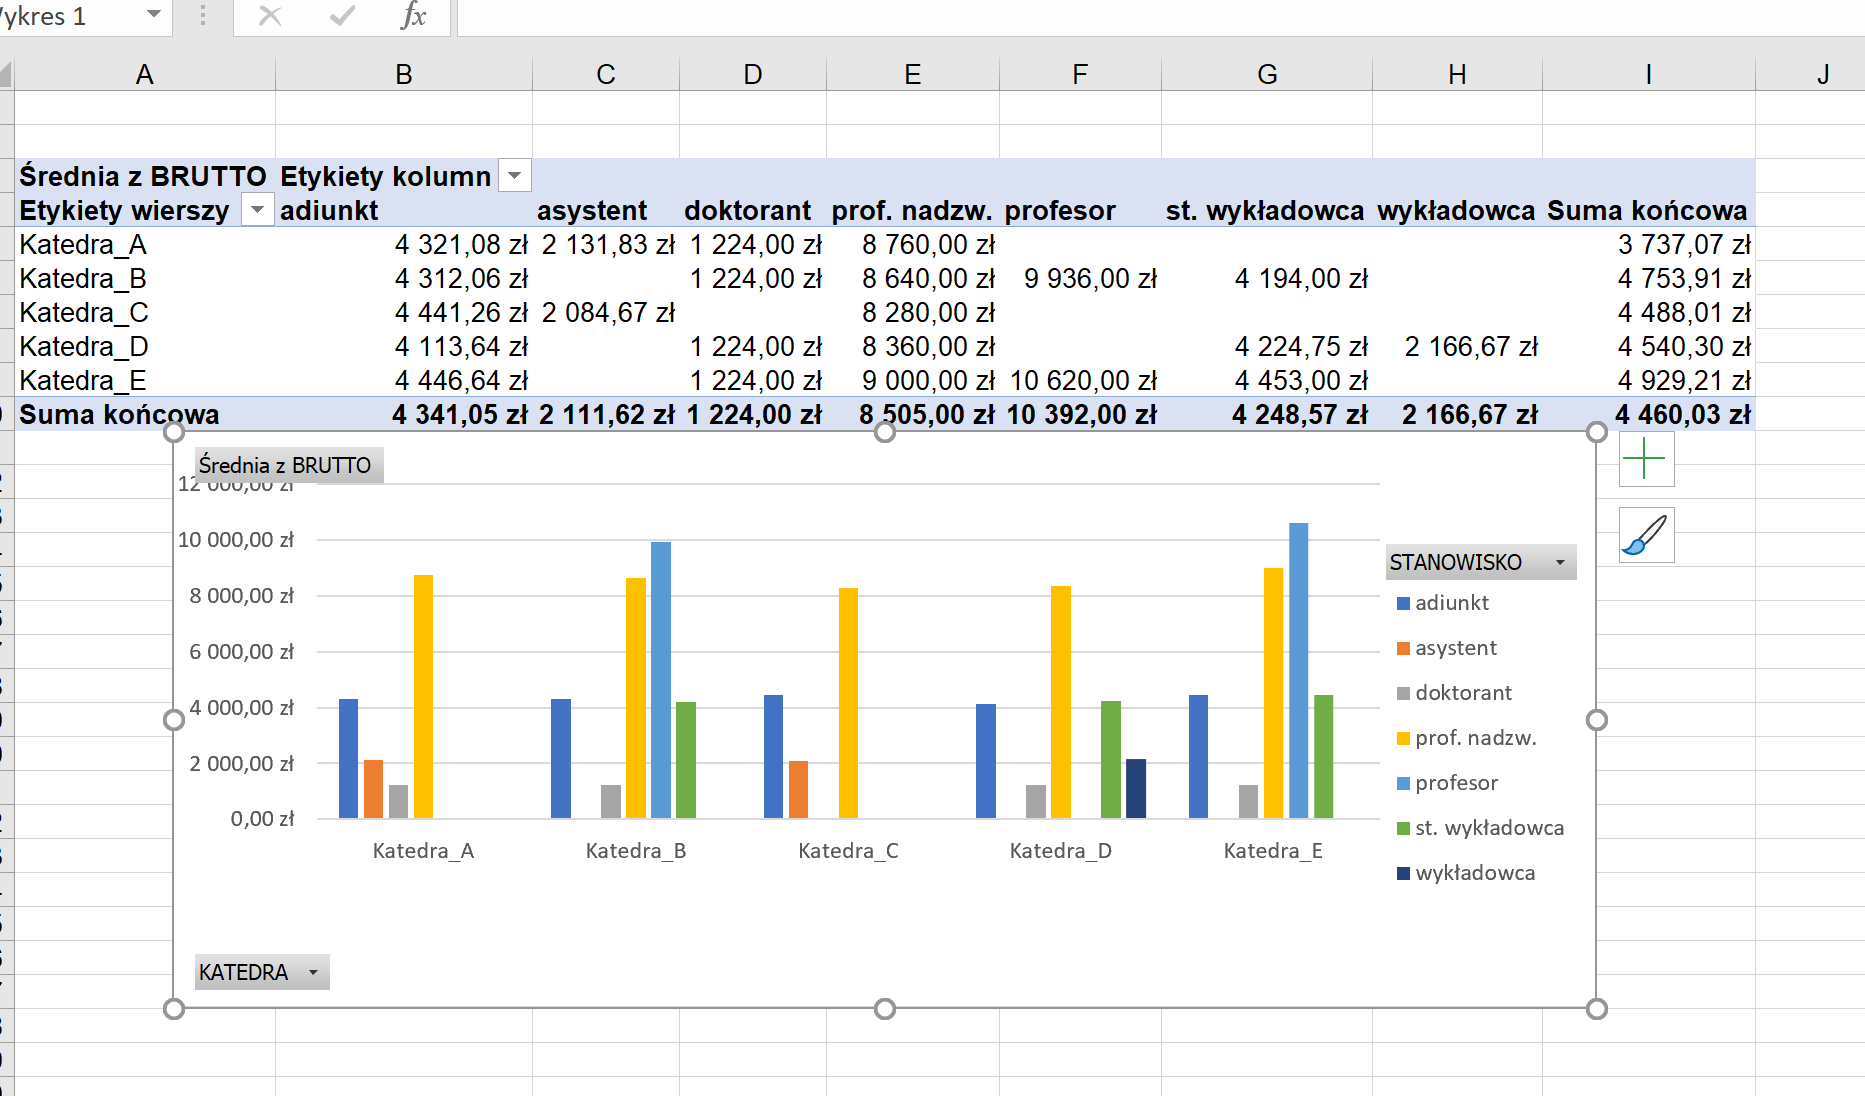 ykres 1
fx
A B C D E F G H I J
Średnia z BRUTTO Etykiety kolumn
Etykiety wierszy adiunkt asystent doktorant prof. nadzw. profesor st. wykładowca wykładowca Suma końcowa
Katedra_A 4 321,08 zł 2 131,83 zł 1 224,00 zł 8 760,00 zł 3 737,07 zł
Katedra_B 4 312,06 zł 1 224,00 zł 8 640,00 zł 9 936,00 zł 4 194,00 zł 4 753,91 zł
Katedra_C 4 441,26 zł 2 084,67 zł 8 280,00 zł 4 488,01 zł
Katedra_D 4 113,64 zł 1 224,00 zł 8 360,00 zł 4 224,75 zł 2 166,67 zł 4 540,30 zł
Katedra_E 4 446,64 zł 1 224,00 zł 9 000,00 zł 10 620,00 zł 4 453,00 zł 4 929,21 zł
Suma końcowa 4 341,05 zł 2 111,62 zł 1 224,00 zł 8 505,00 zł 10 392,00 zł 4 248,57 zł 2 166,67 zł 4 460,03 zł
Średnia z BRUTTO
12 000,00 zł
10 000,00 zł
8 000,00 zł
6 000,00 zł
4 000,00 zł
2 000,00 zł
0,00 zł
Katedra_A Katedra_B Katedra_C Katedra_D Katedra_E
STANOWISKO
adiunkt
asystent
doktorant
prof. nadzw.
profesor
st. wykładowca
wykładowca
KATEDRA